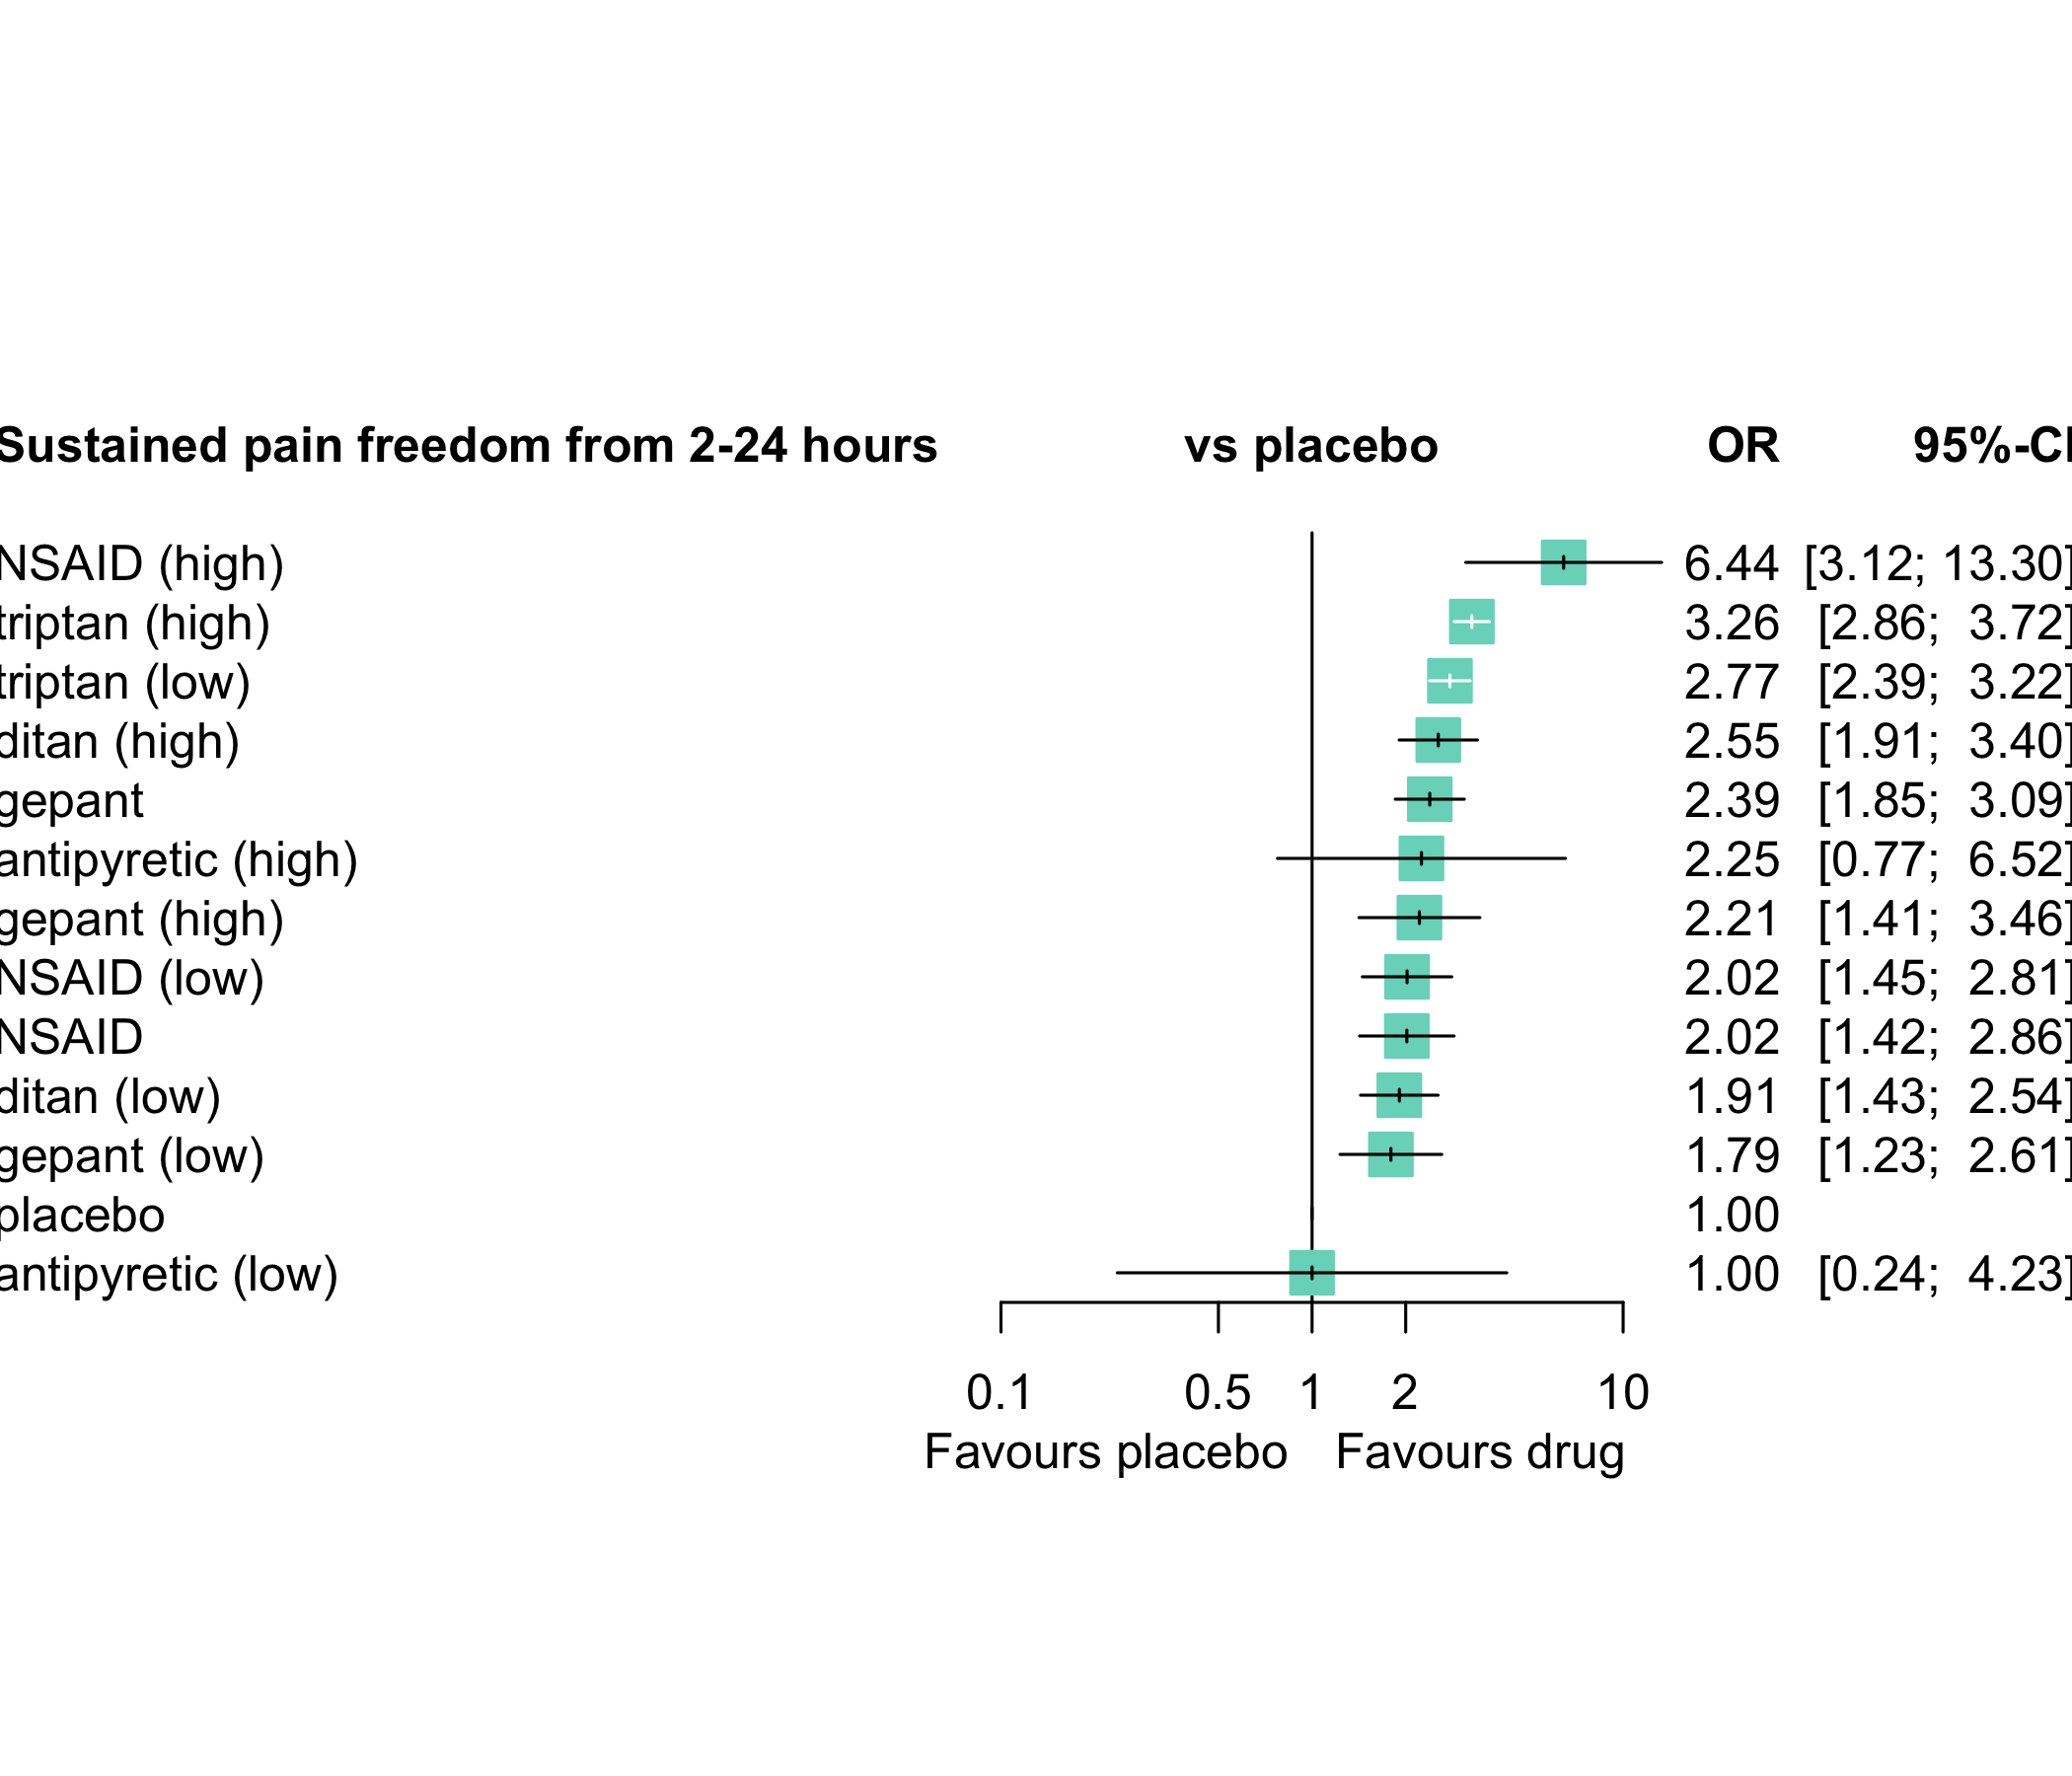 Sustained pain freedom from 2-24 hours vs placebo OR 95%-CI
NSAID (high) 6.44 [3.12; 13.30]
triptan (high) 3.26 [2.86; 3.72]
triptan (low) 2.77 [2.39; 3.22]
ditan (high) 2.55 [1.91; 3.40]
gepant 2.39 [1.85; 3.09]
antipyretic (high) 2.25 [0.77; 6.52]
gepant (high) 2.21 [1.41; 3.46]
NSAID (low) 2.02 [1.45; 2.81]
NSAID 2.02 [1.42; 2.86]
ditan (low) 1.91 [1.43; 2.54]
gepant (low) 1.79 [1.23; 2.61]
placebo 1.00
antipyretic (low) 1.00 [0.24; 4.23]
0.1 0.5 1 2 10
Favours placebo Favours drug